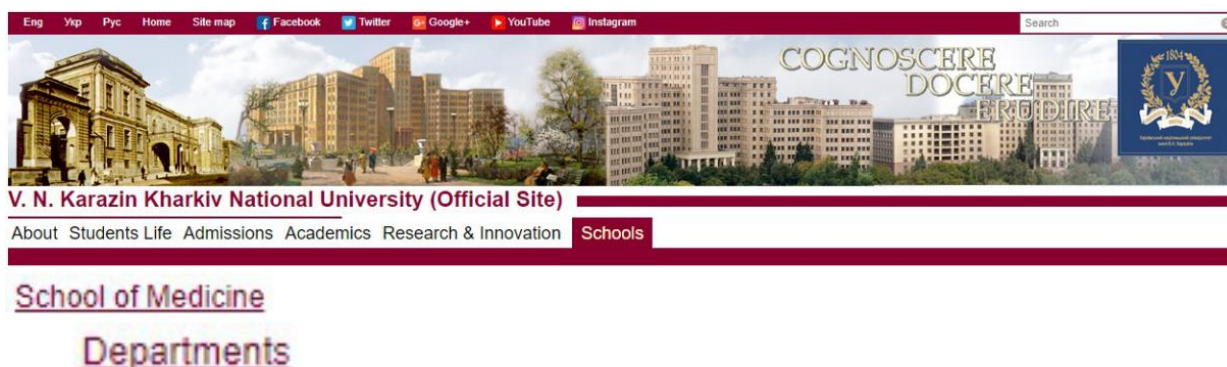 Eng Укр Рус Home Site map Facebook Twitter Google+ YouTube Instagram Search
COGNOSCERE
DOCERE
ERUDIRE
1804
У
V. N. Karazin Kharkiv National University (Official Site)
About Students Life Admissions Academics Research & Innovation Schools
School of Medicine
Departments